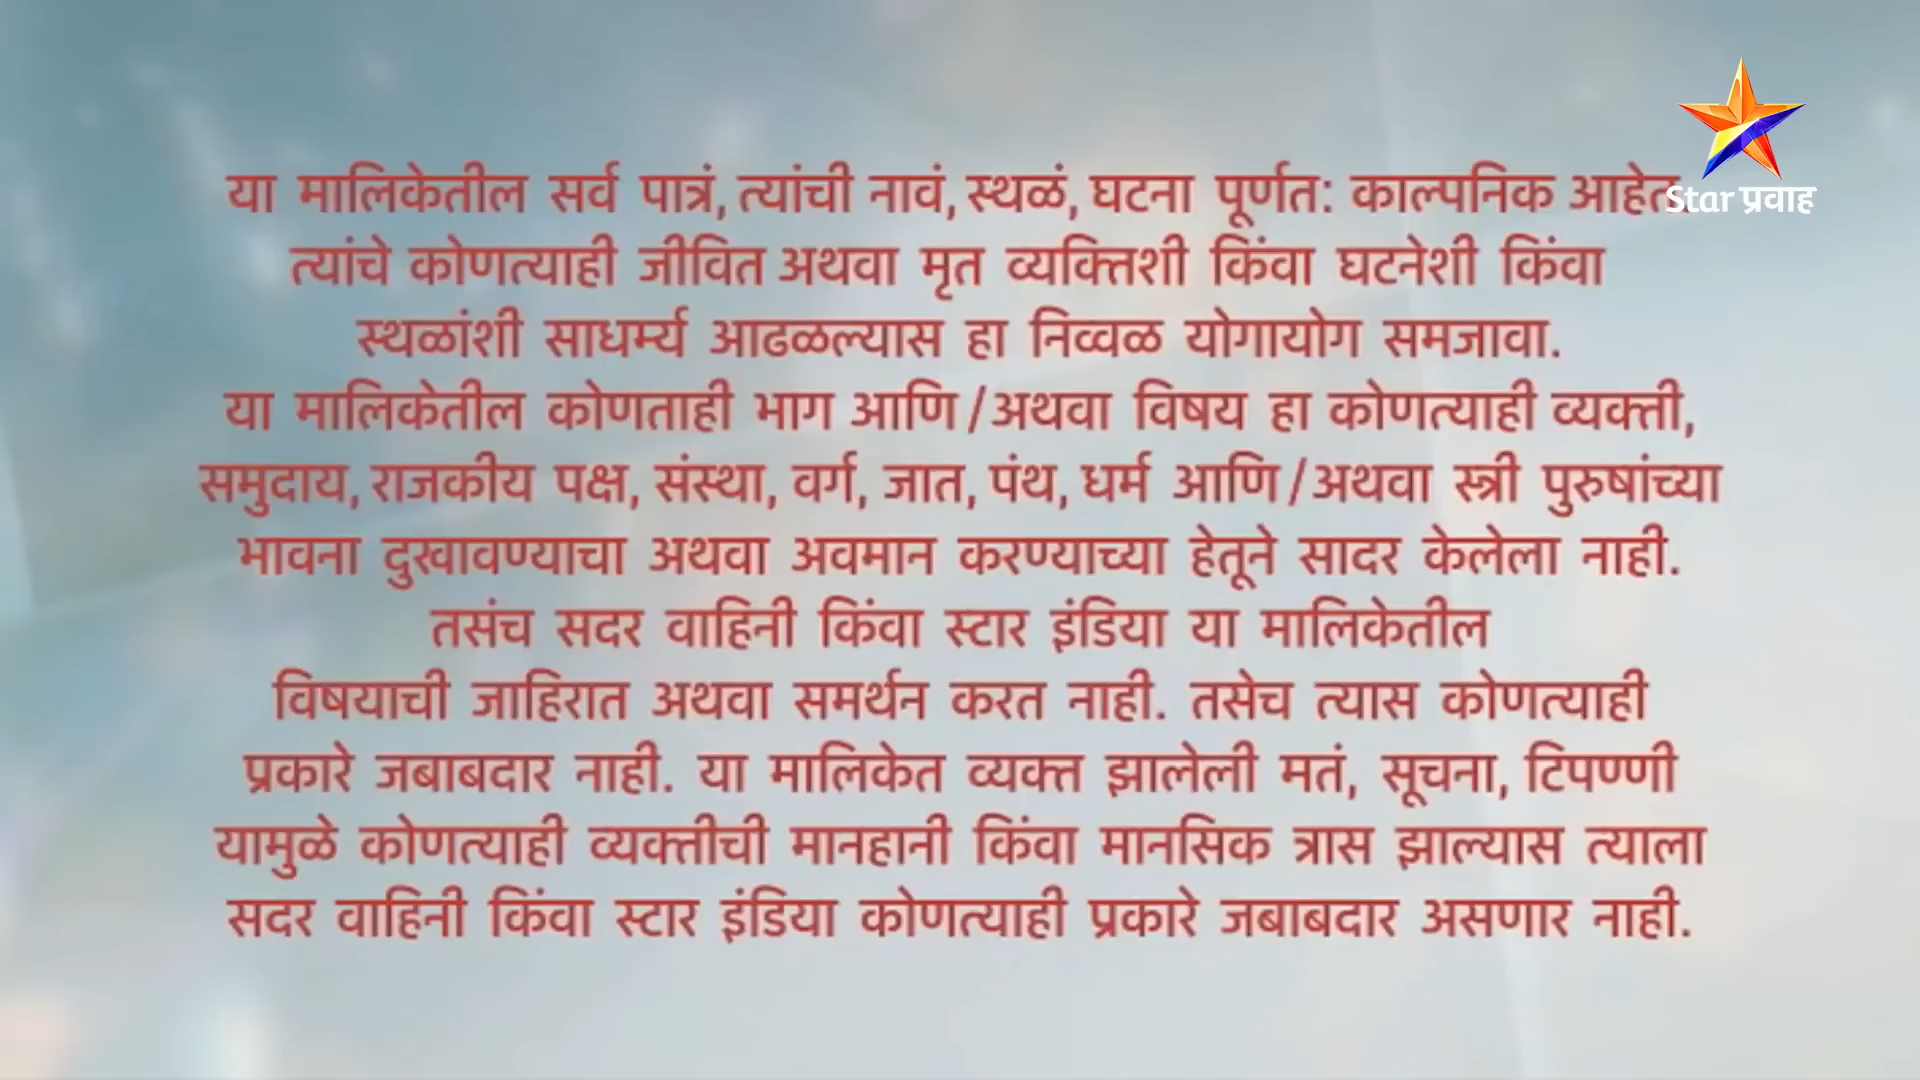 या मालिकेतील सर्व पात्रं, त्यांची नावं, स्थळं, घटना पूर्णत: काल्पनिक आहेत.
Star प्रवाह
त्यांचे कोणत्याही जीवित अथवा मृत व्यक्तिशी किंवा घटनेशी किंवा
स्थळांशी साधर्म्य आढळल्यास हा निव्वळ योगायोग समजावा.
या मालिकेतील कोणताही भाग आणि/अथवा विषय हा कोणत्याही व्यक्ती,
समुदाय, राजकीय पक्ष, संस्था, वर्ग, जात, पंथ, धर्म आणि/अथवा स्त्री पुरुषांच्या
भावना दुखावण्याचा अथवा अवमान करण्याच्या हेतूने सादर केलेला नाही.
तसंच सदर वाहिनी किंवा स्टार इंडिया या मालिकेतील
विषयाची जाहिरात अथवा समर्थन करत नाही. तसेच त्यास कोणत्याही
प्रकारे जबाबदार नाही. या मालिकेत व्यक्त झालेली मतं, सूचना, टिपण्णी
यामुळे कोणत्याही व्यक्तीची मानहानी किंवा मानसिक त्रास झाल्यास त्याला
सदर वाहिनी किंवा स्टार इंडिया कोणत्याही प्रकारे जबाबदार असणार नाही.